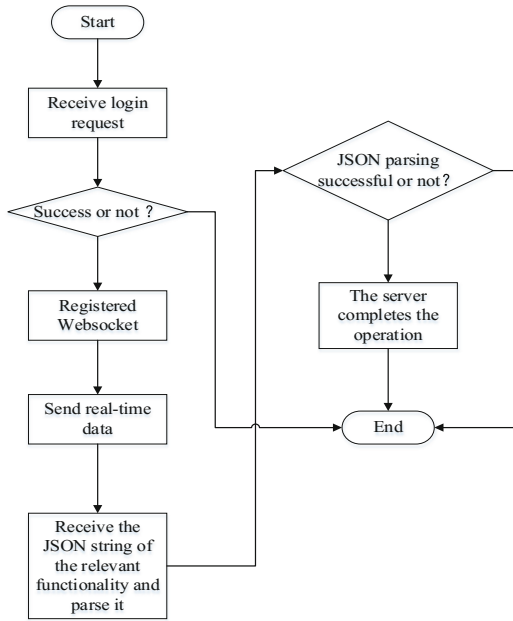 Start
Receive login
request
Success or not ?
Registered
Websocket
Send real-time
data
Receive the
JSON string of
the relevant
functionality and
parse it
JSON parsing
successful or not?
The server
completes the
operation
End